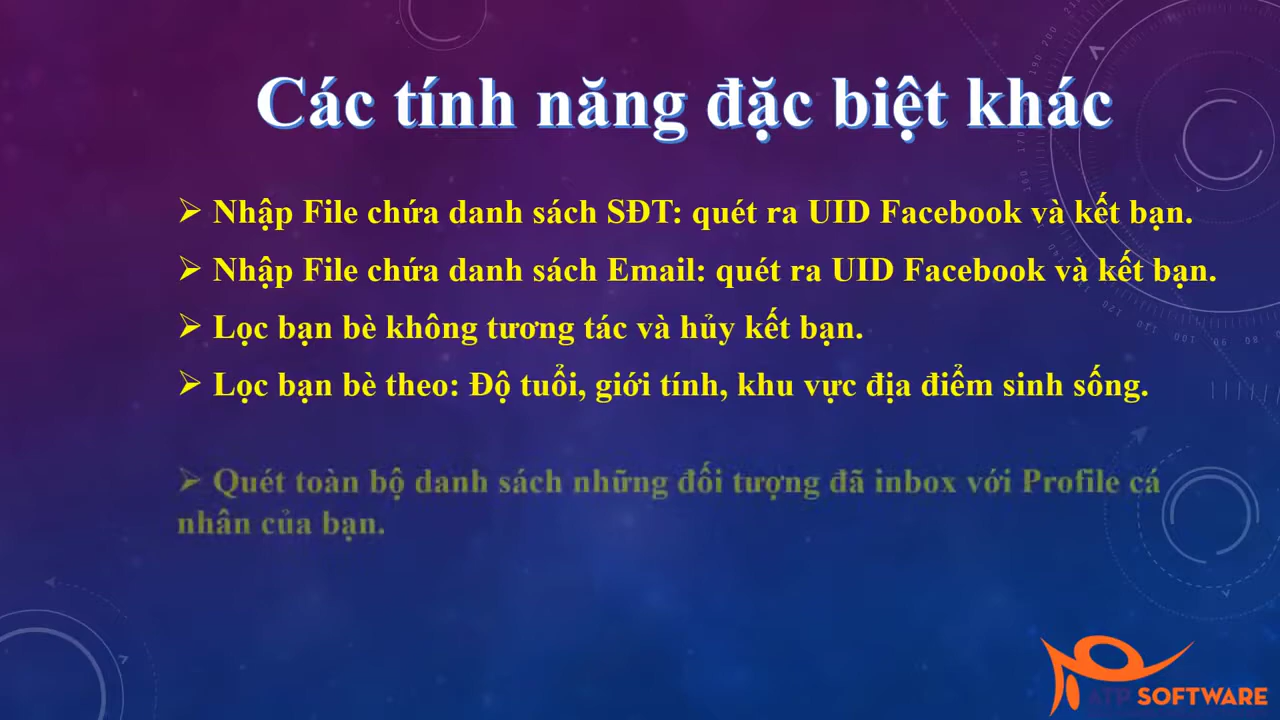 Các tính năng đặc biệt khác
➢ Nhập File chứa danh sách SĐT: quét ra UID Facebook và kết bạn.
➢ Nhập File chứa danh sách Email: quét ra UID Facebook và kết bạn.
➢ Lọc bạn bè không tương tác và hủy kết bạn.
➢ Lọc bạn bè theo: Độ tuổi, giới tính, khu vực địa điểm sinh sống.
➢ Quét toàn bộ danh sách những đối tượng đã inbox với Profile cá
nhân của bạn.
ATP SOFTWARE